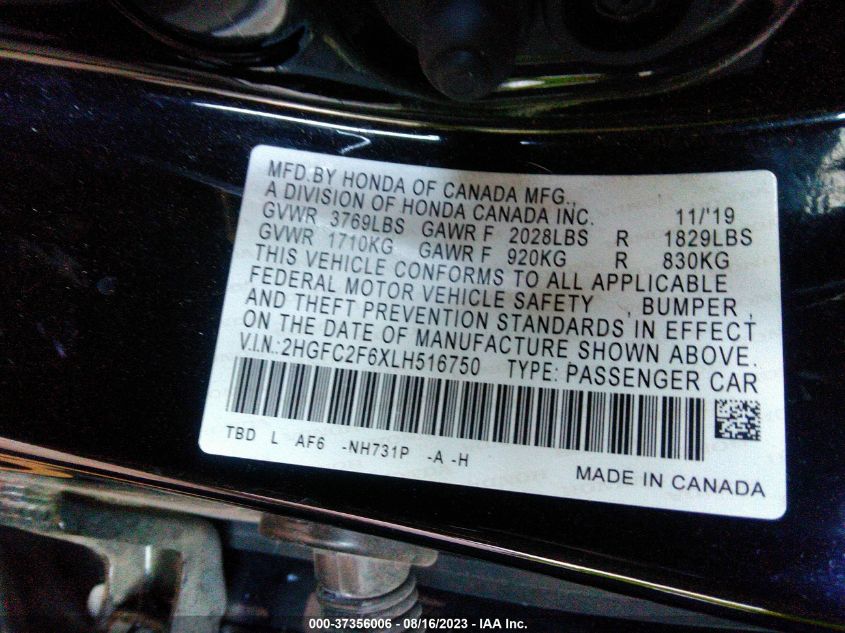 MFD.BY HONDA OF CANADA MFG.,
A DIVISION OF HONDA CANADA INC. 11/'19
GVWR 3769LBS GAWR F 2028LBS R 1829LBS
GVWR 1710KG GAWR F 920KG R 830KG
THIS VEHICLE CONFORMS TO ALL APPLICABLE
FEDERAL MOTOR VEHICLE SAFETY , BUMPER ,
AND THEFT PREVENTION STANDARDS IN EFFECT
ON THE DATE OF MANUFACTURE SHOWN ABOVE.
V.I.N.:2HGFC2F6XLH516750 TYPE: PASSENGER CAR
TBD L AF6 -NH731P -A -H
MADE IN CANADA
000-37356006 - 08/16/2023 - IAA Inc.